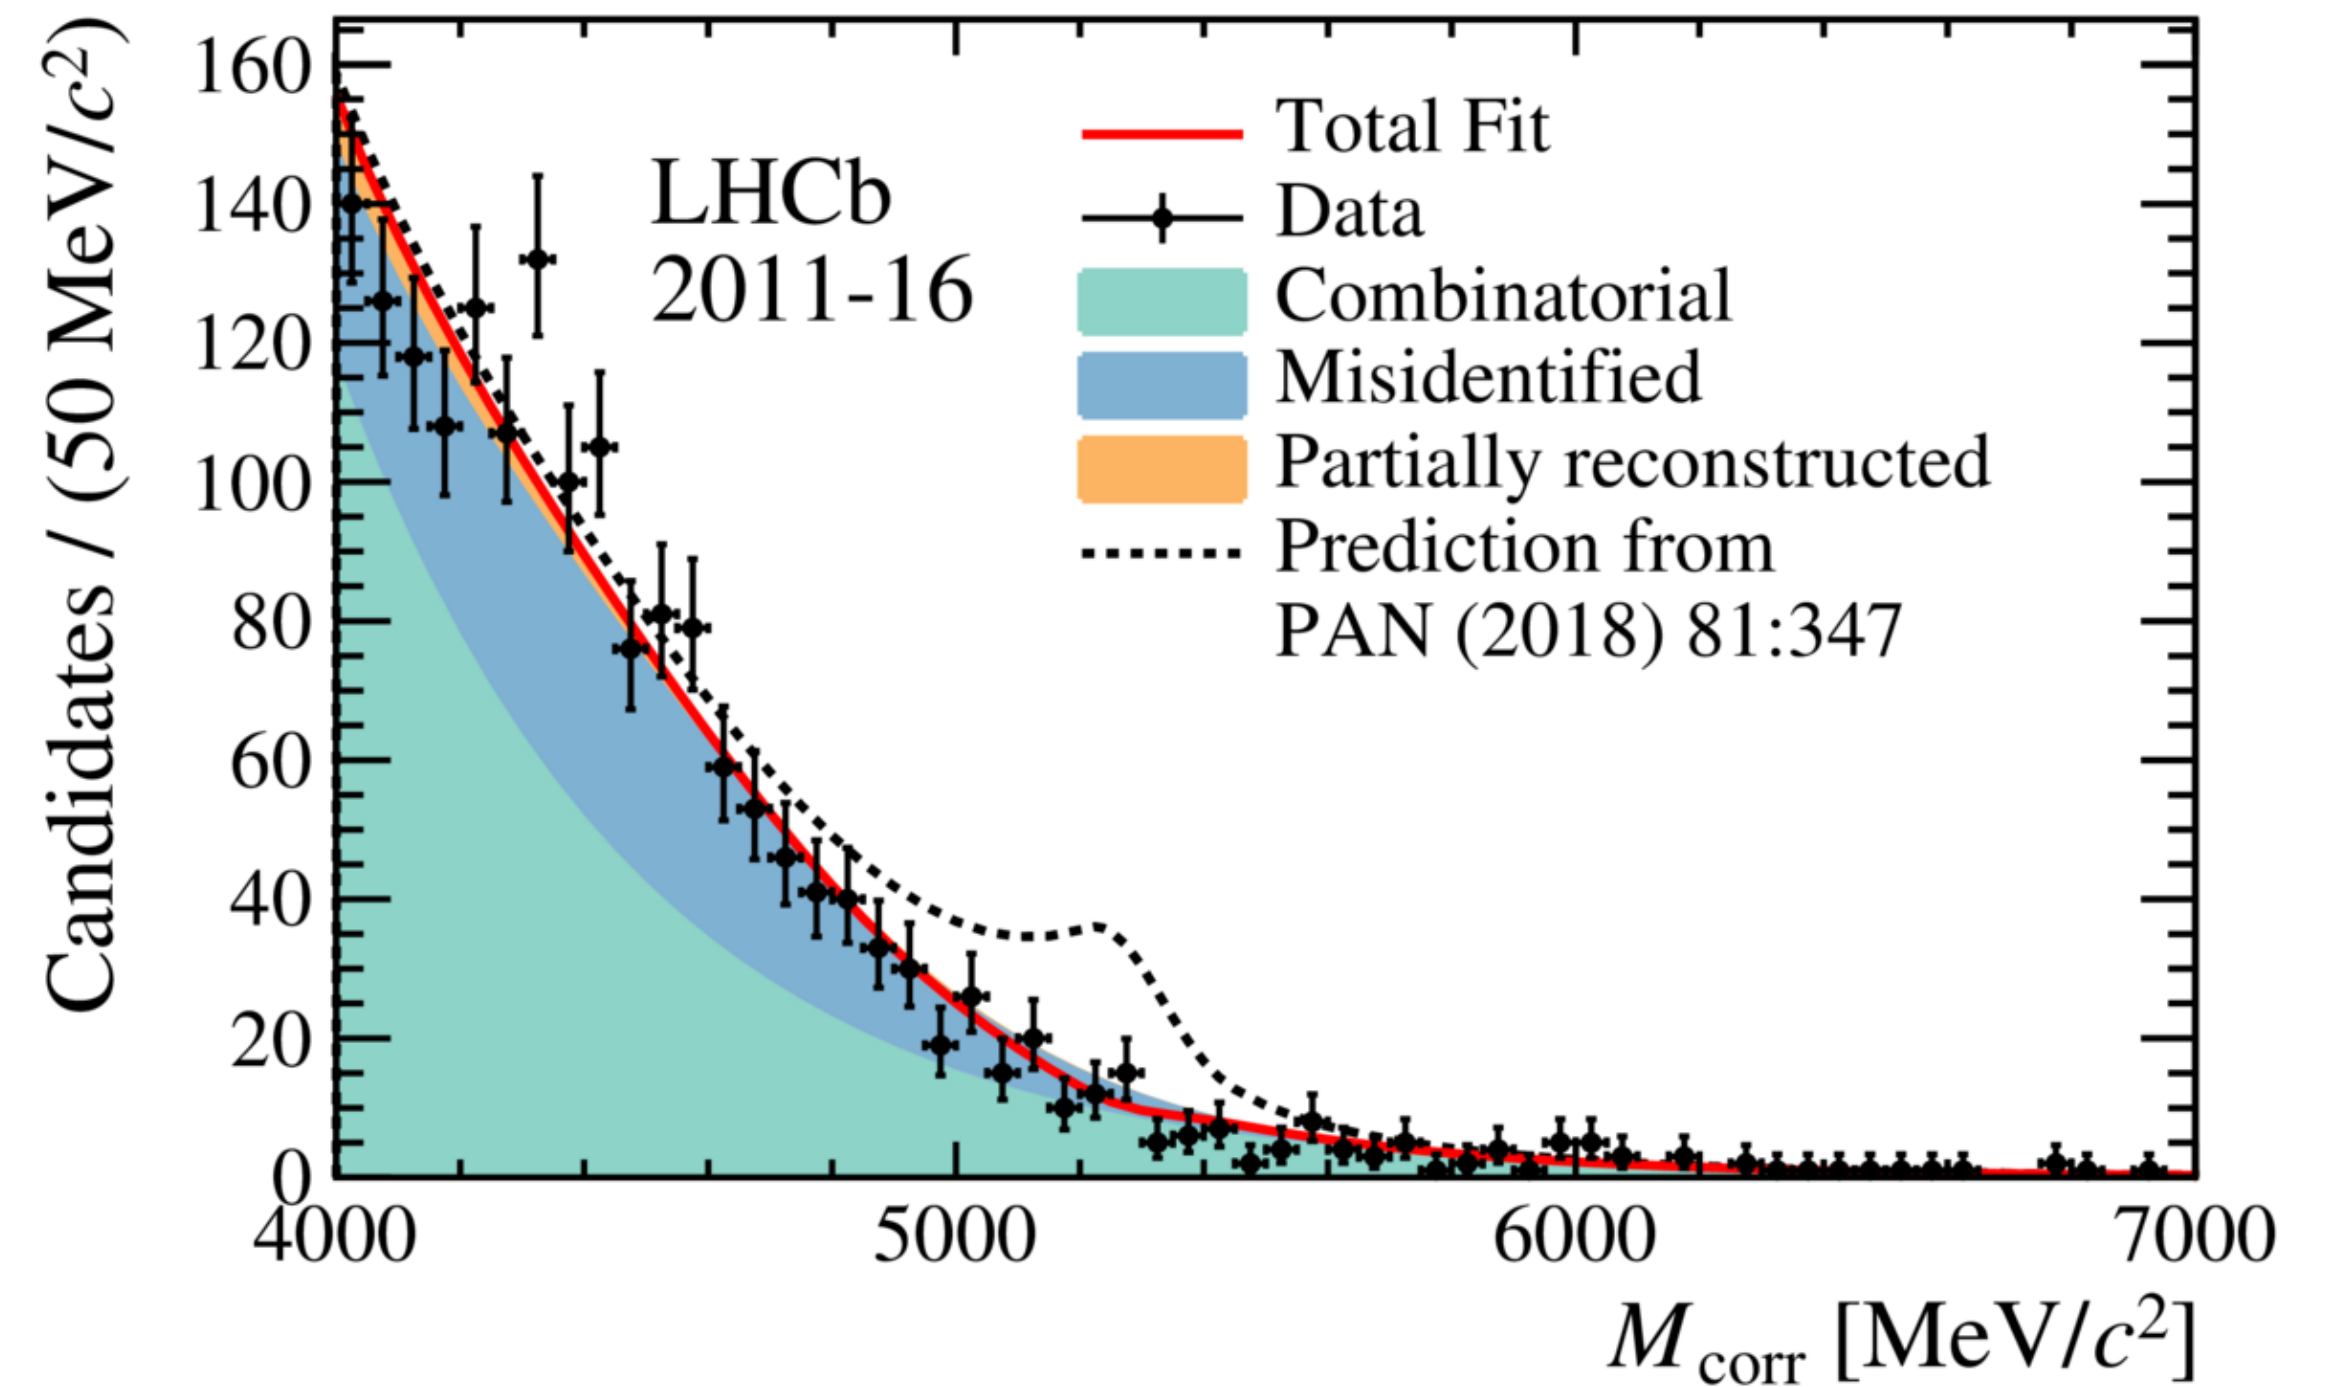 Candidates / (50 MeV/c²)
160
140
120
100
80
60
40
20
0
LHCb
2011-16
Total Fit
Data
Combinatorial
Misidentified
Partially reconstructed
Prediction from
PAN (2018) 81:347
4000 5000 6000 7000
M_corr [MeV/c²]